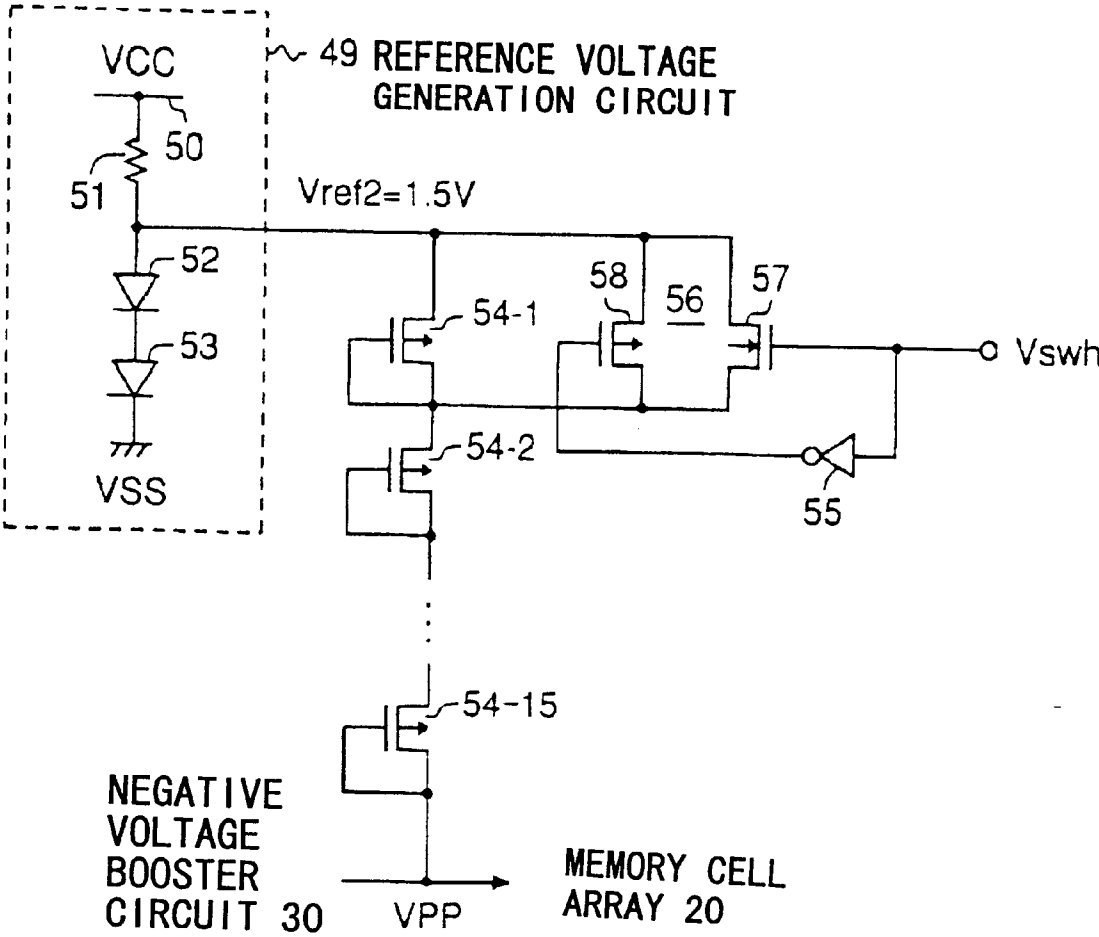 49 REFERENCE VOLTAGE
GENERATION CIRCUIT
VCC
50
51
Vref2=1.5V
52
58
56
57
54-1
53
Vswh
54-2
VSS
55
54-15
NEGATIVE
VOLTAGE
BOOSTER
CIRCUIT 30
VPP
MEMORY CELL
ARRAY 20